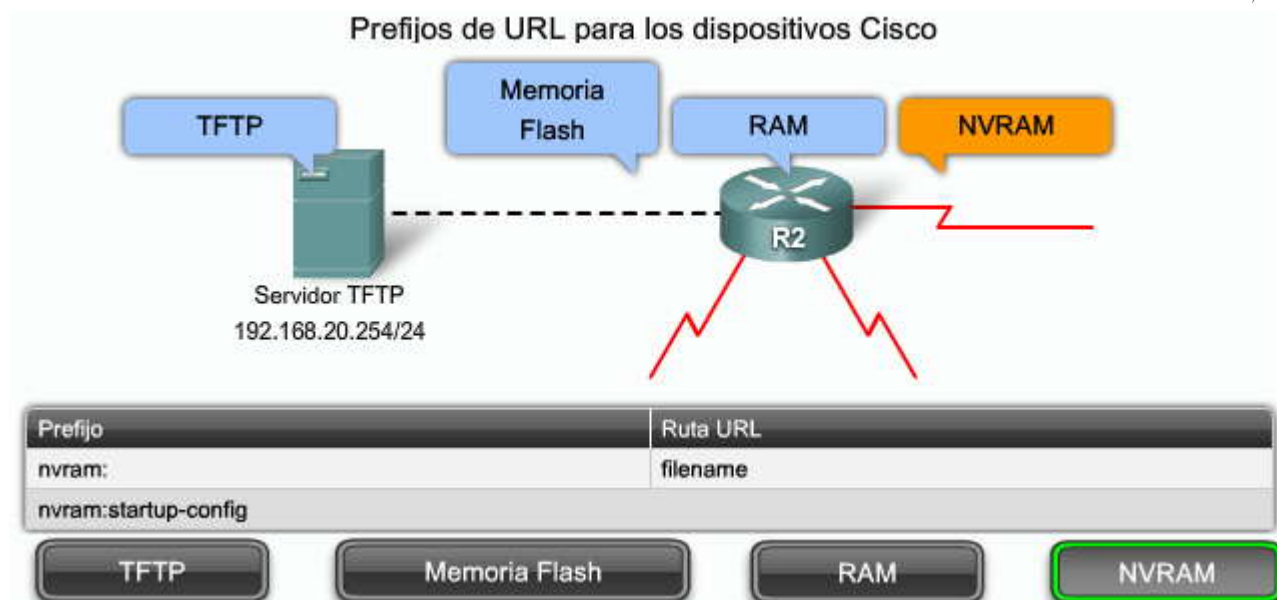 Prefijos de URL para los dispositivos Cisco
TFTP
Memoria
Flash
RAM
NVRAM
R2
Servidor TFTP
192.168.20.254/24
Prefijo Ruta URL
nvram: filename
nvram:startup-config
TFTP Memoria Flash RAM NVRAM